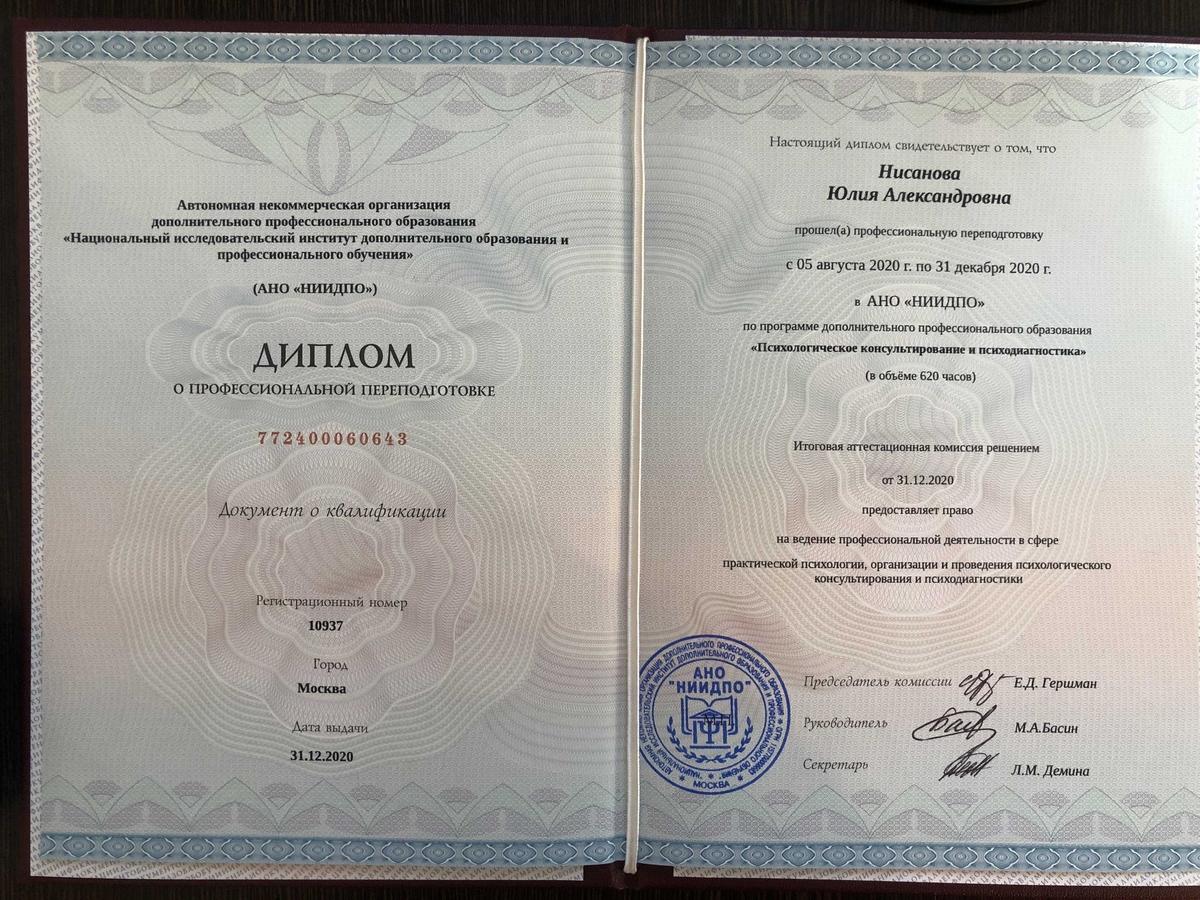 Автономная некоммерческая организация
дополнительного профессионального образования
«Национальный исследовательский институт дополнительного образования и
профессионального обучения»
(АНО «НИИДПО»)
ДИПЛОМ
О ПРОФЕССИОНАЛЬНОЙ ПЕРЕПОДГОТОВКЕ
772400060643
Документ о квалификации
Регистрационный номер
10937
Город
Москва
Дата выдачи
31.12.2020
Настоящий диплом свидетельствует о том, что
Нисанова
Юлия Александровна
прошел(а) профессиональную переподготовку
с 05 августа 2020 г. по 31 декабря 2020 г.
в АНО «НИИДПО»
по программе дополнительного профессионального образования
«Психологическое консультирование и психодиагностика»
(в объёме 620 часов)
Итоговая аттестационная комиссия решением
от 31.12.2020
предоставляет право
на ведение профессиональной деятельности в сфере
практической психологии, организации и проведения психологического
консультирования и психодиагностики
Председатель комиссии Е.Д. Гершман
Руководитель М.А.Басин
Секретарь Л.М. Демина
АНО
"НИИДПО"
МП
МОСКВА